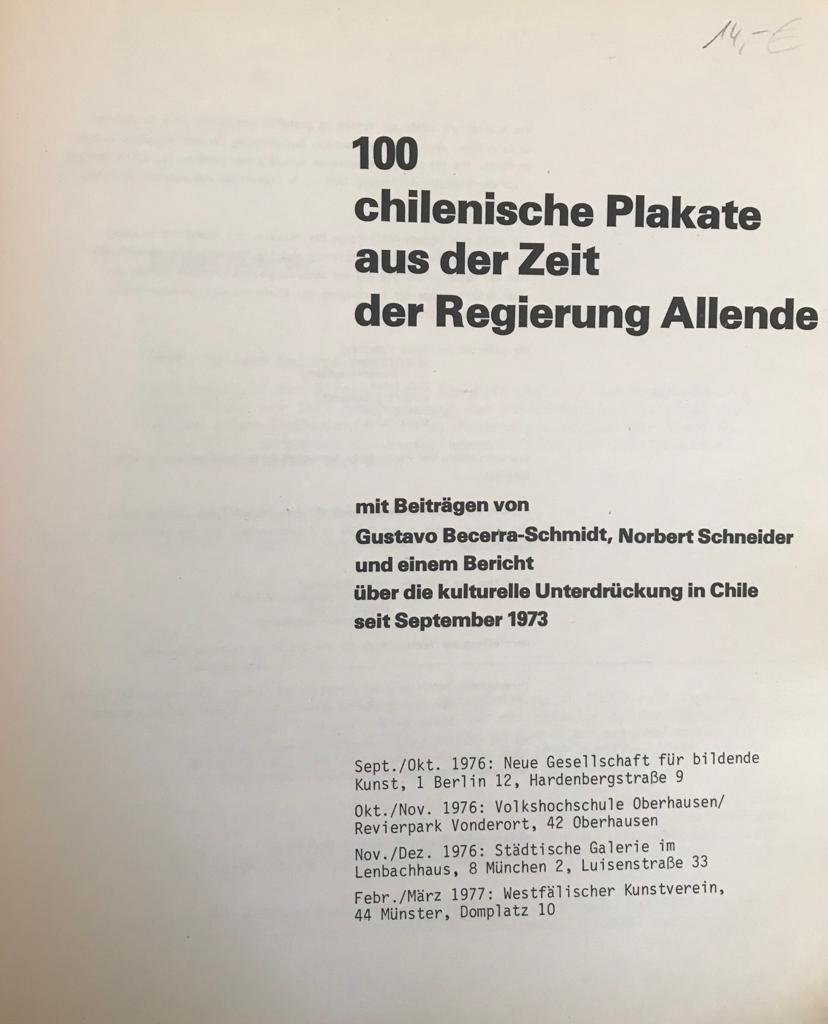 14,-€
100
chilenische Plakate
aus der Zeit
der Regierung Allende
mit Beiträgen von
Gustavo Becerra-Schmidt, Norbert Schneider
und einem Bericht
über die kulturelle Unterdrückung in Chile
seit September 1973
Sept./Okt. 1976: Neue Gesellschaft für bildende
Kunst, 1 Berlin 12, Hardenbergstraße 9
Okt./Nov. 1976: Volkshochschule Oberhausen/
Revierpark Vonderort, 42 Oberhausen
Nov./Dez. 1976: Städtische Galerie im
Lenbachhaus, 8 München 2, Luisenstraße 33
Febr./März 1977: Westfälischer Kunstverein,
44 Münster, Domplatz 10